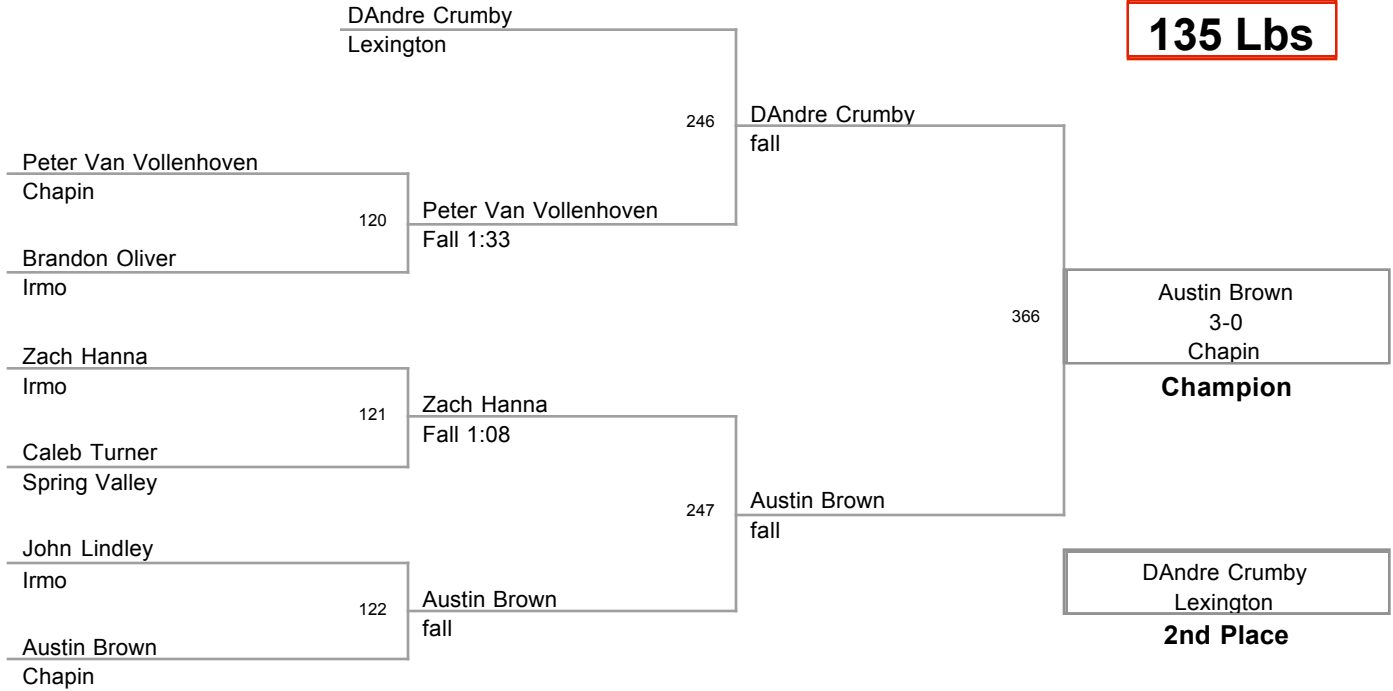 DAndre Crumby
Lexington
135 Lbs
246
DAndre Crumby
fall
Peter Van Vollenhoven
Chapin
120
Peter Van Vollenhoven
Fall 1:33
Brandon Oliver
Irmo
366
Austin Brown
3-0
Chapin
Champion
Zach Hanna
Irmo
121
Zach Hanna
Fall 1:08
Caleb Turner
Spring Valley
247
Austin Brown
fall
John Lindley
Irmo
122
Austin Brown
fall
Austin Brown
Chapin
DAndre Crumby
Lexington
2nd Place